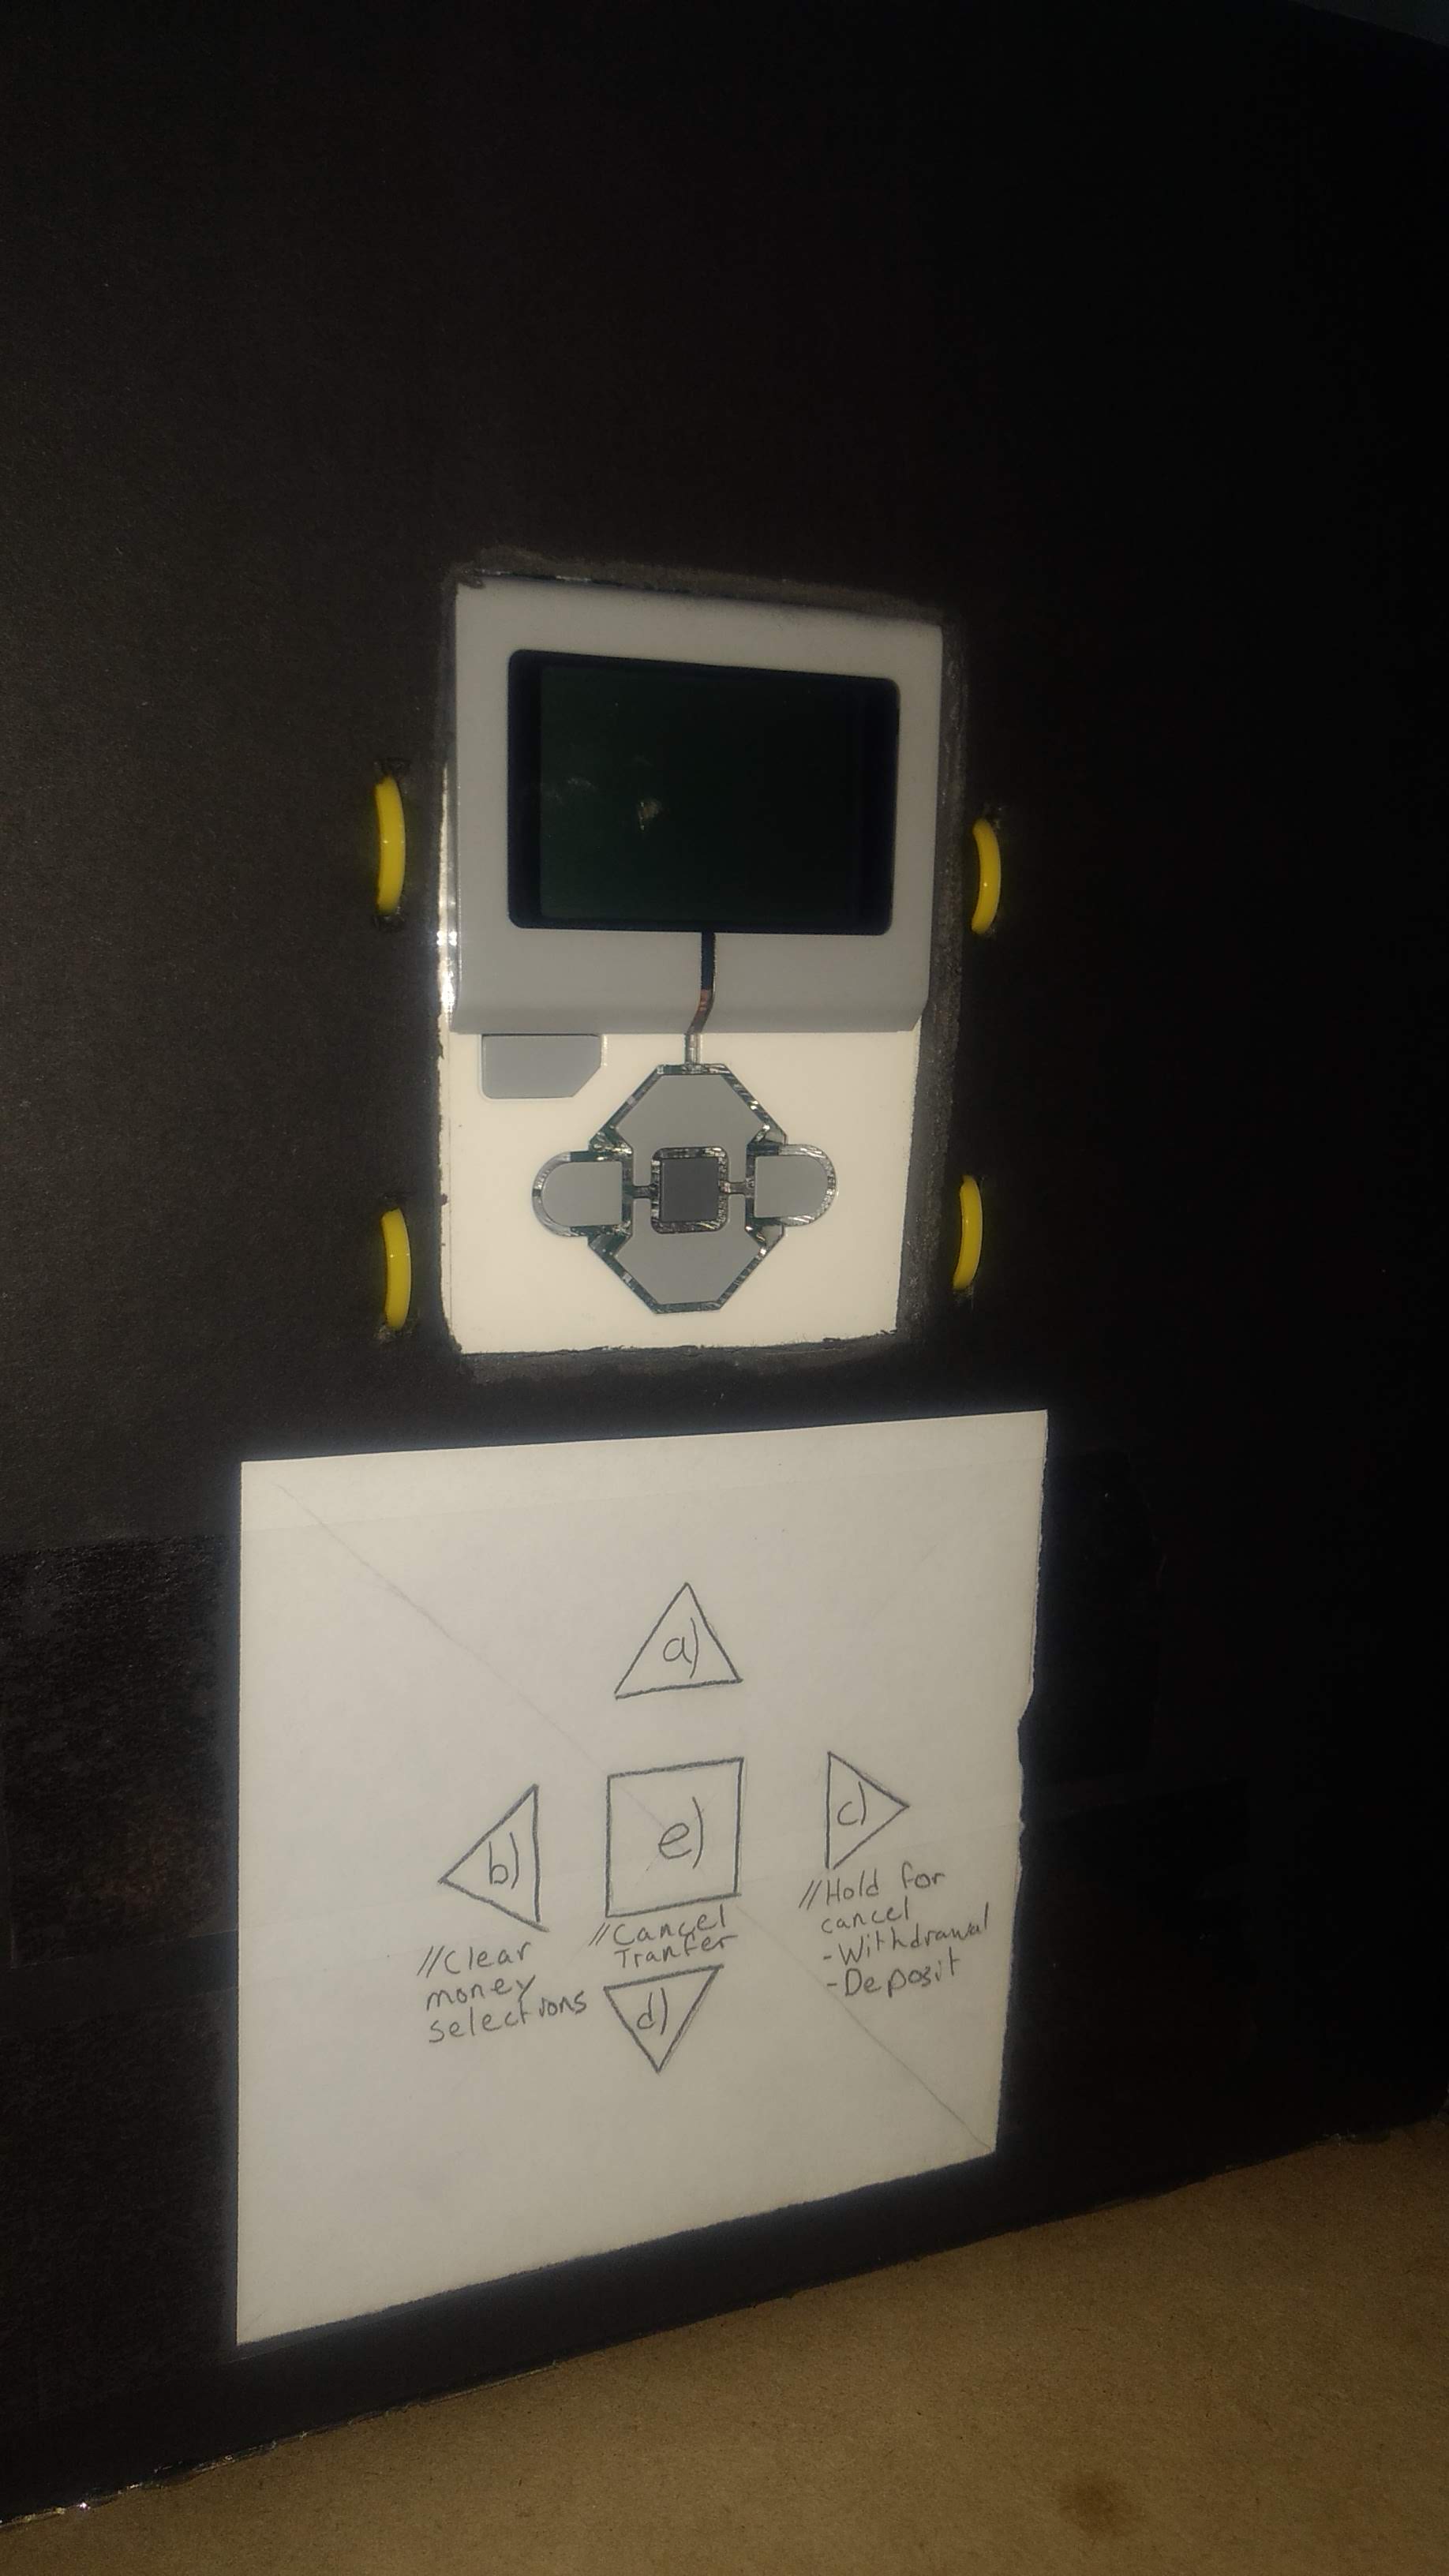 a)
b)
e)
c)
//Clear
money
selections
//Cancel
Tranfer
//Hold for
cancel
-Withdrawal
-Deposit
d)